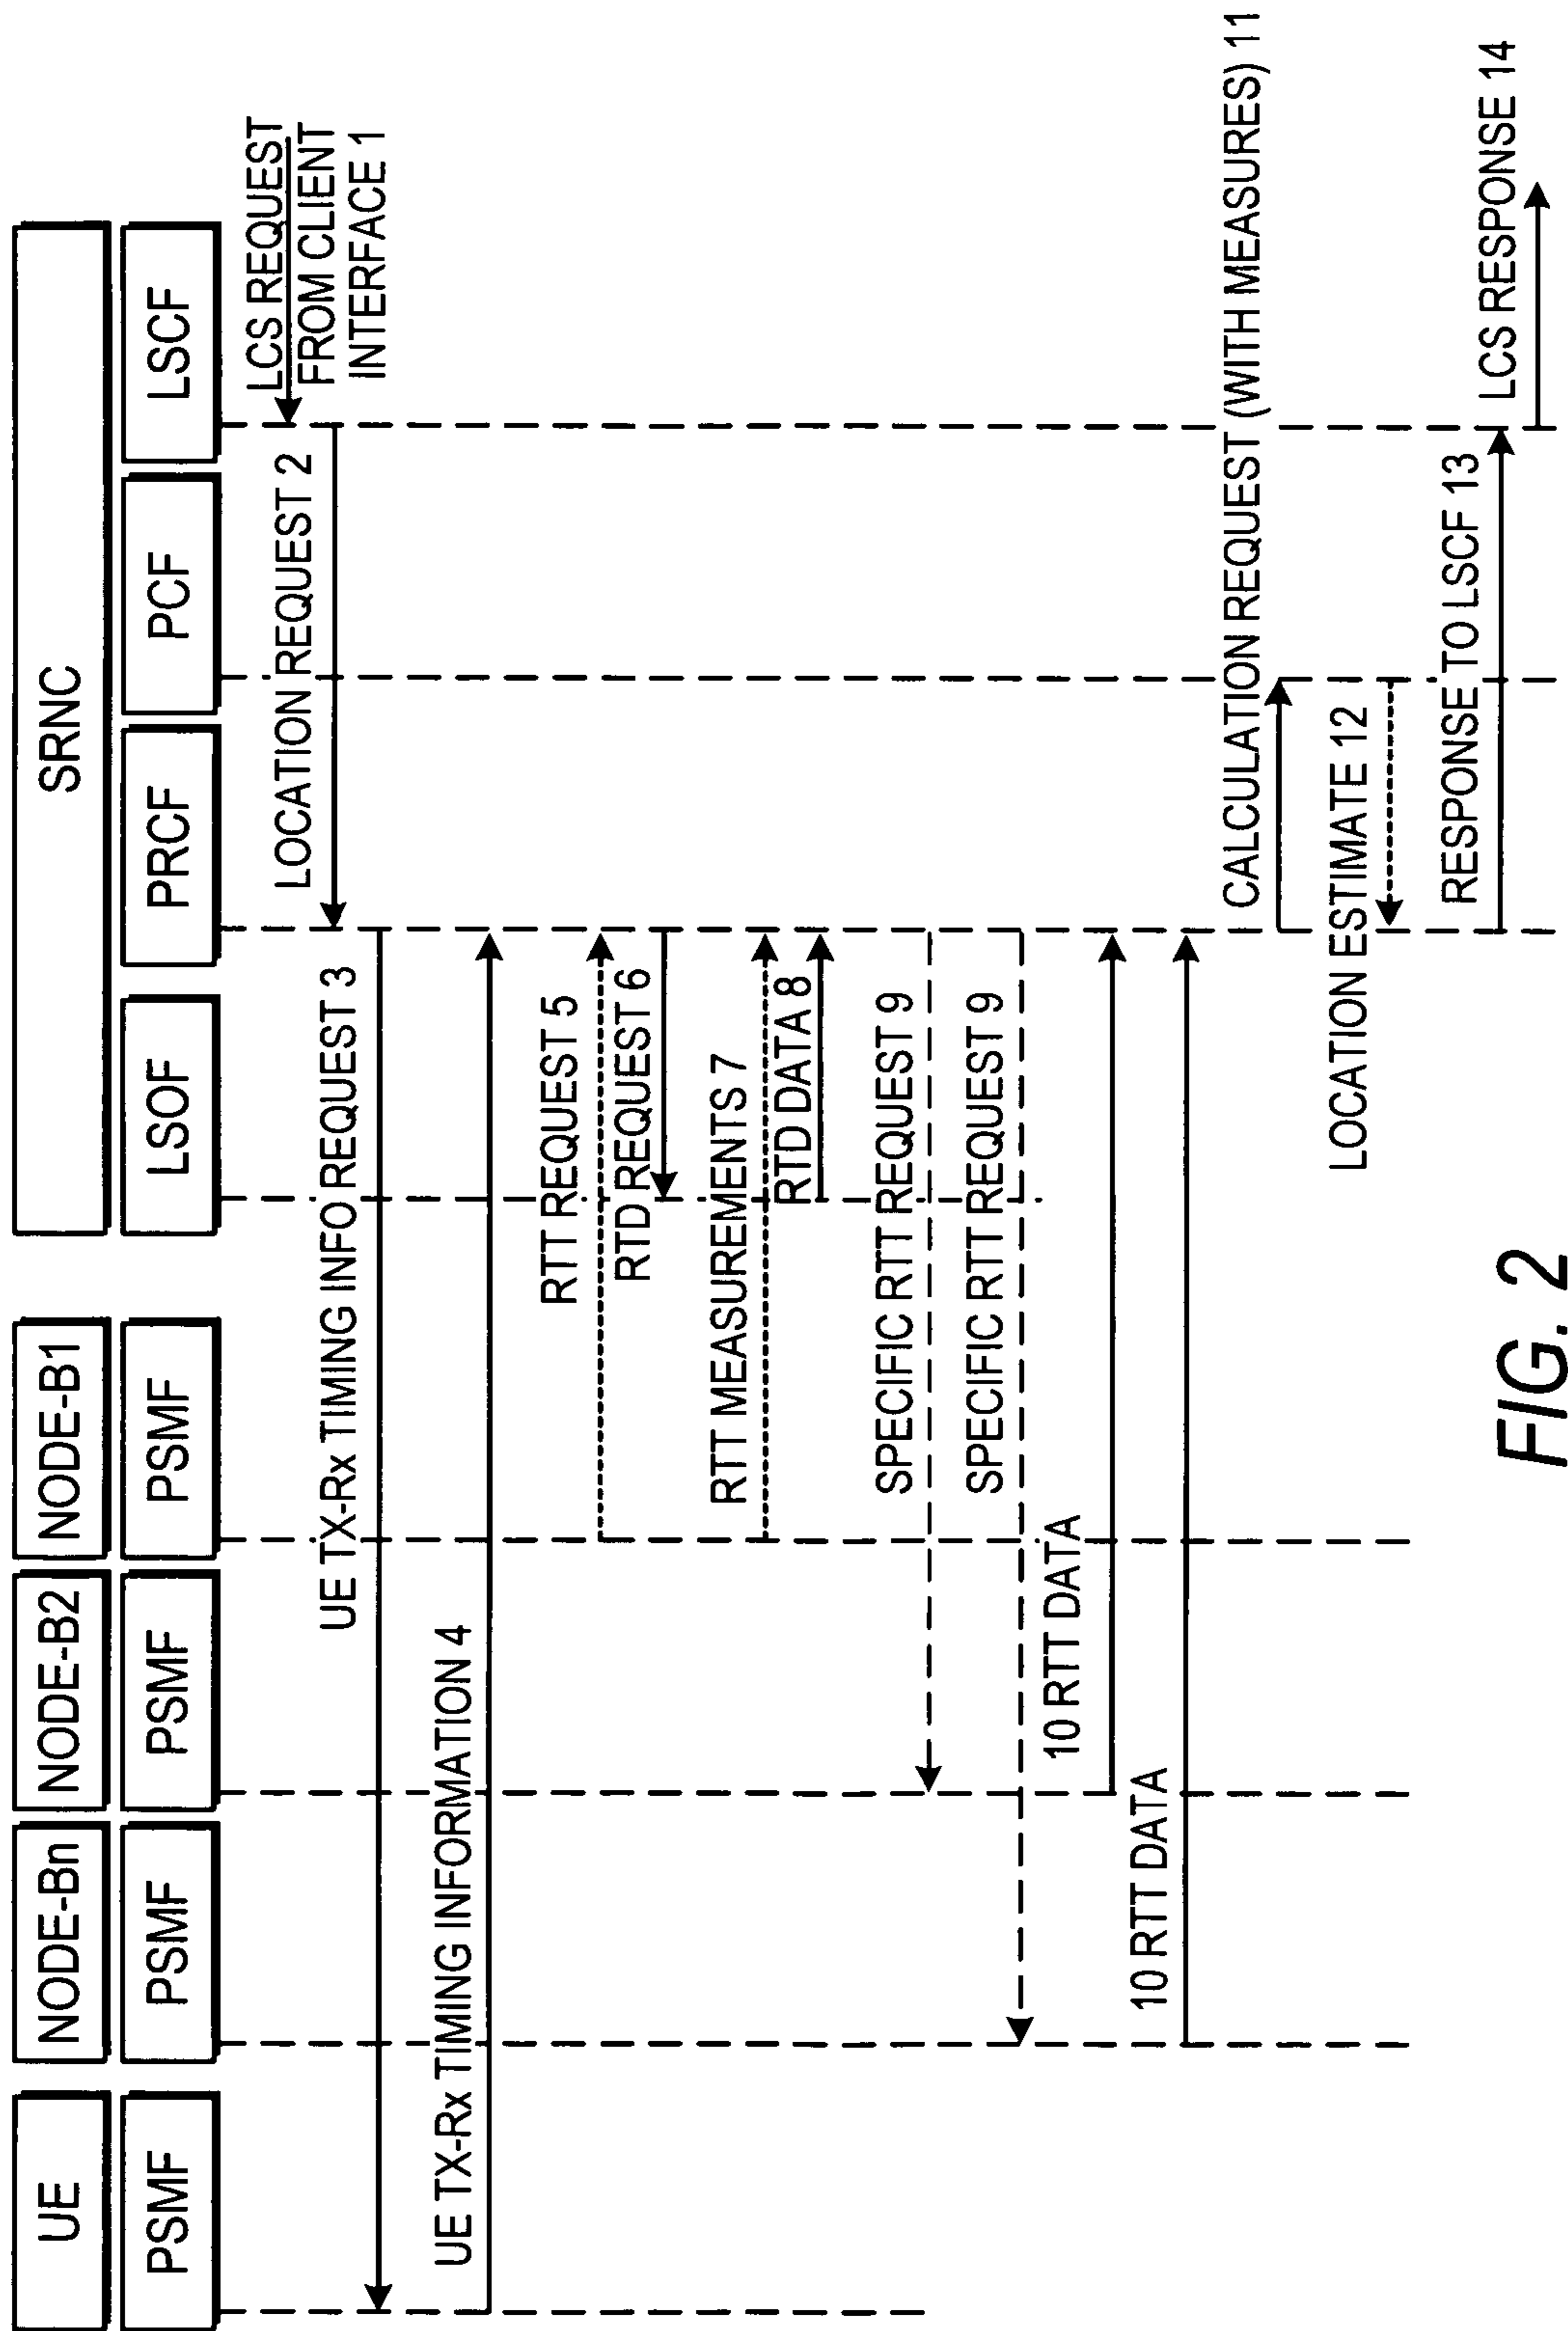 UE
NODE-Bn
NODE-B2
NODE-B1
SRNC
PSMF
PSMF
PSMF
PSMF
LSOF
PRCF
PCF
LSCF
LCS REQUEST
FROM CLIENT
INTERFACE 1
LOCATION REQUEST 2
UE TX-Rx TIMING INFO REQUEST 3
UE TX-Rx TIMING INFORMATION 4
RTT REQUEST 5
RTD REQUEST 6
RTT MEASUREMENTS 7
RTD DATA 8
SPECIFIC RTT REQUEST 9
SPECIFIC RTT REQUEST 9
10 RTT DATA
10 RTT DATA
CALCULATION REQUEST (WITH MEASURES) 11
LOCATION ESTIMATE 12
RESPONSE TO LSCF 13
LCS RESPONSE 14
FIG. 2